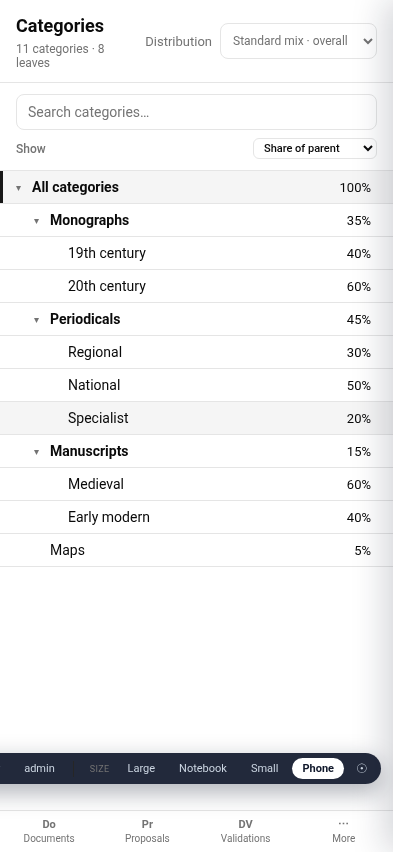 Categories
11 categories · 8
leaves
Distribution
Standard mix · overall
Search categories…
Show
Share of parent
▾ All categories 100%
▾ Monographs 35%
19th century 40%
20th century 60%
▾ Periodicals 45%
Regional 30%
National 50%
Specialist 20%
▾ Manuscripts 15%
Medieval 60%
Early modern 40%
Maps 5%
admin SIZE Large Notebook Small Phone
Do Pr DV ···
Documents Proposals Validations More